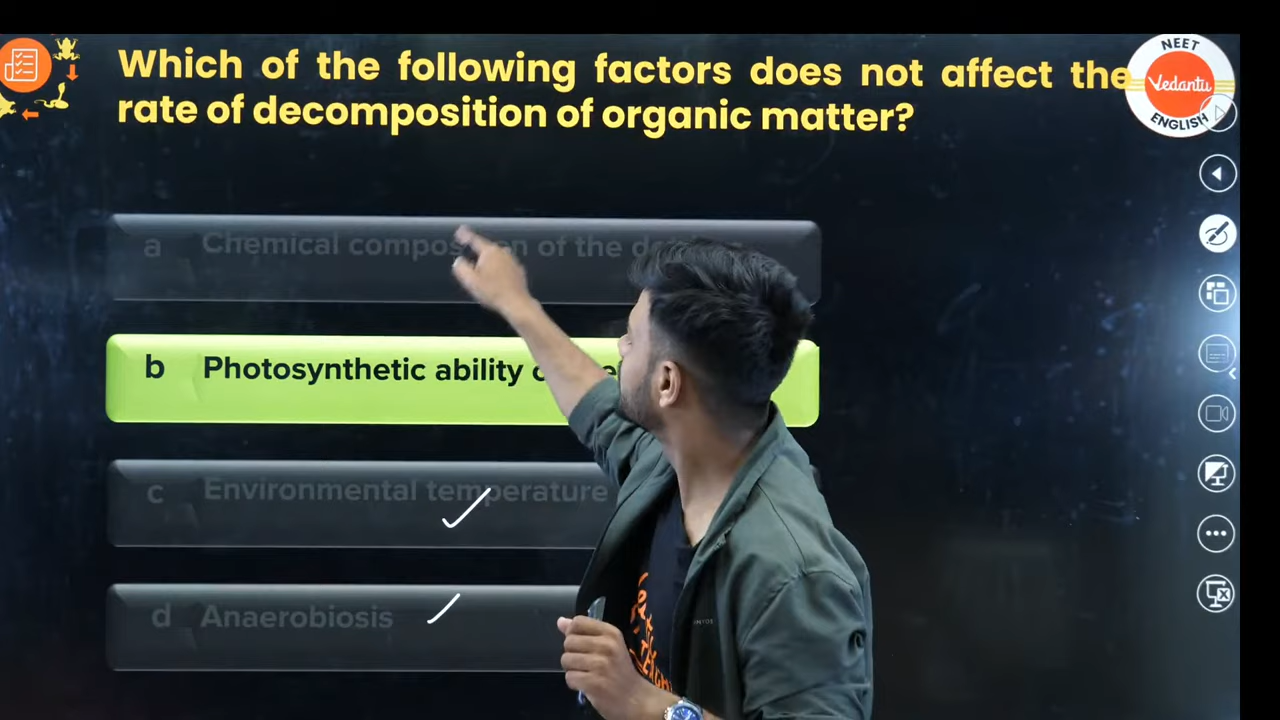 Which of the following factors does not affect the
rate of decomposition of organic matter?
NEET
Vedantu
ENGLISH
a Chemical of the
b Photosynthetic ability
c Environmental temperature
d Anaerobiosis